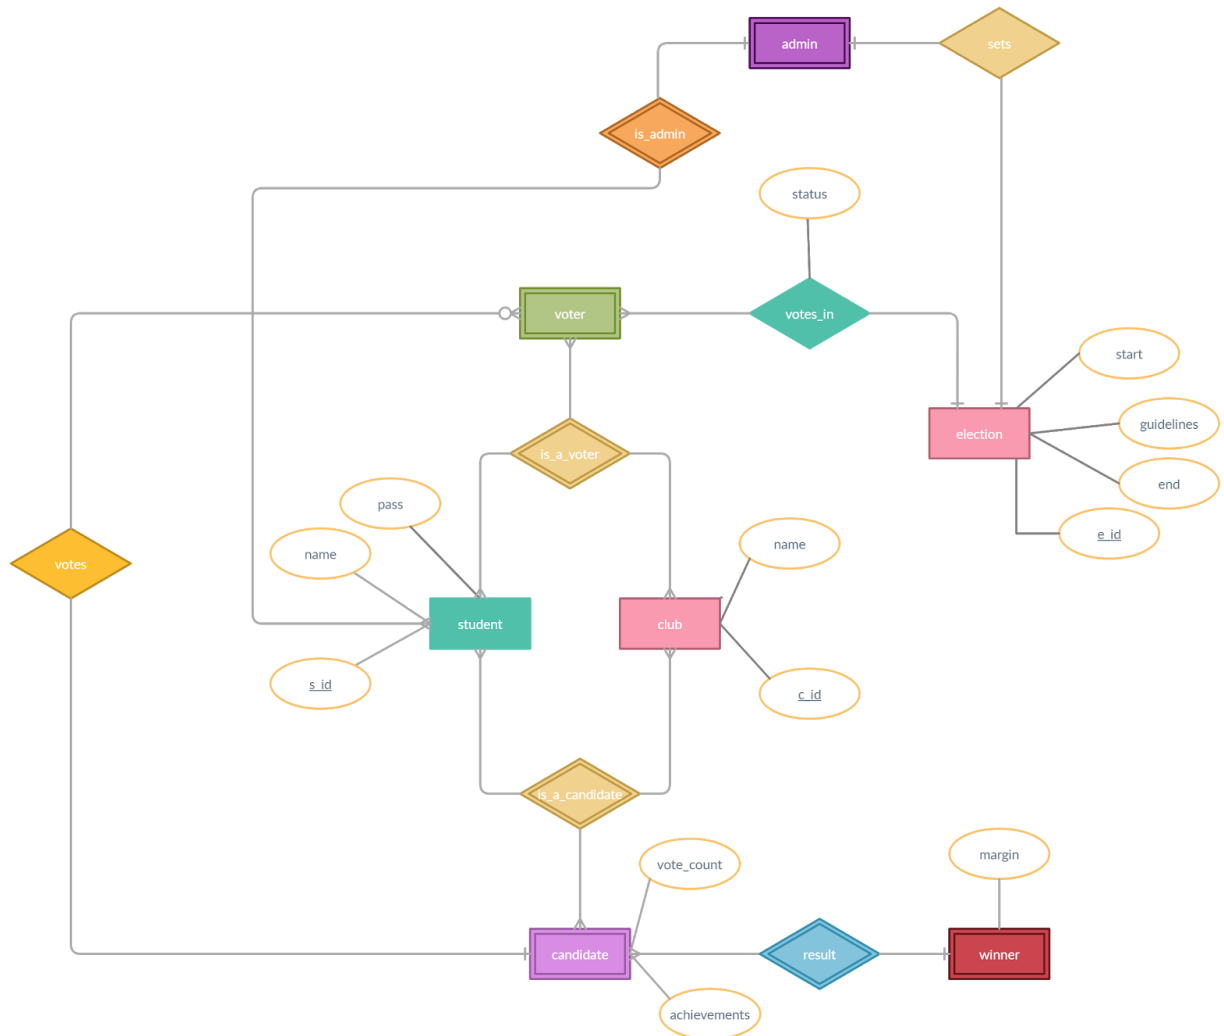 admin
sets
is_admin
status
voter
votes_in
start
guidelines
election
is_a_voter
end
pass
e_id
name
name
votes
student
club
s_id
c_id
is_a_candidate
margin
vote_count
candidate
result
winner
achievements